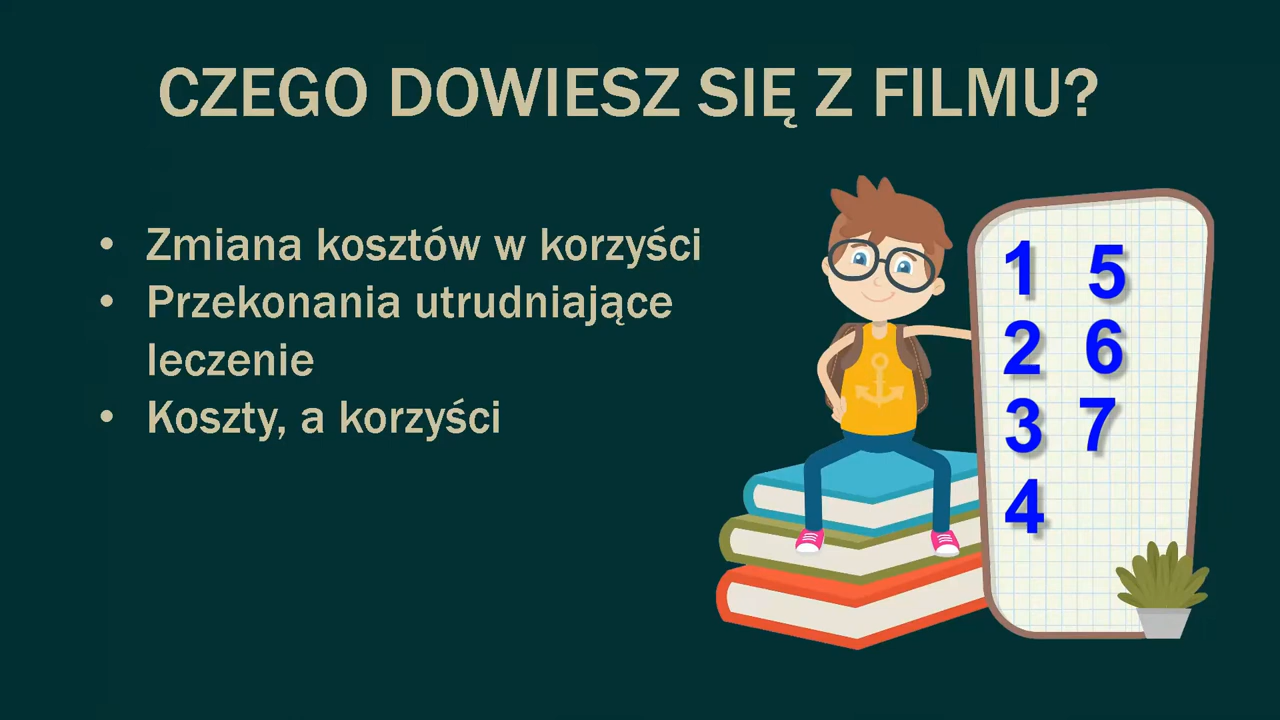 CZEGO DOWIESZ SIĘ Z FILMU?
• Zmiana kosztów w korzyści
• Przekonania utrudniające
leczenie
• Koszty, a korzyści
1 5
2 6
3 7
4